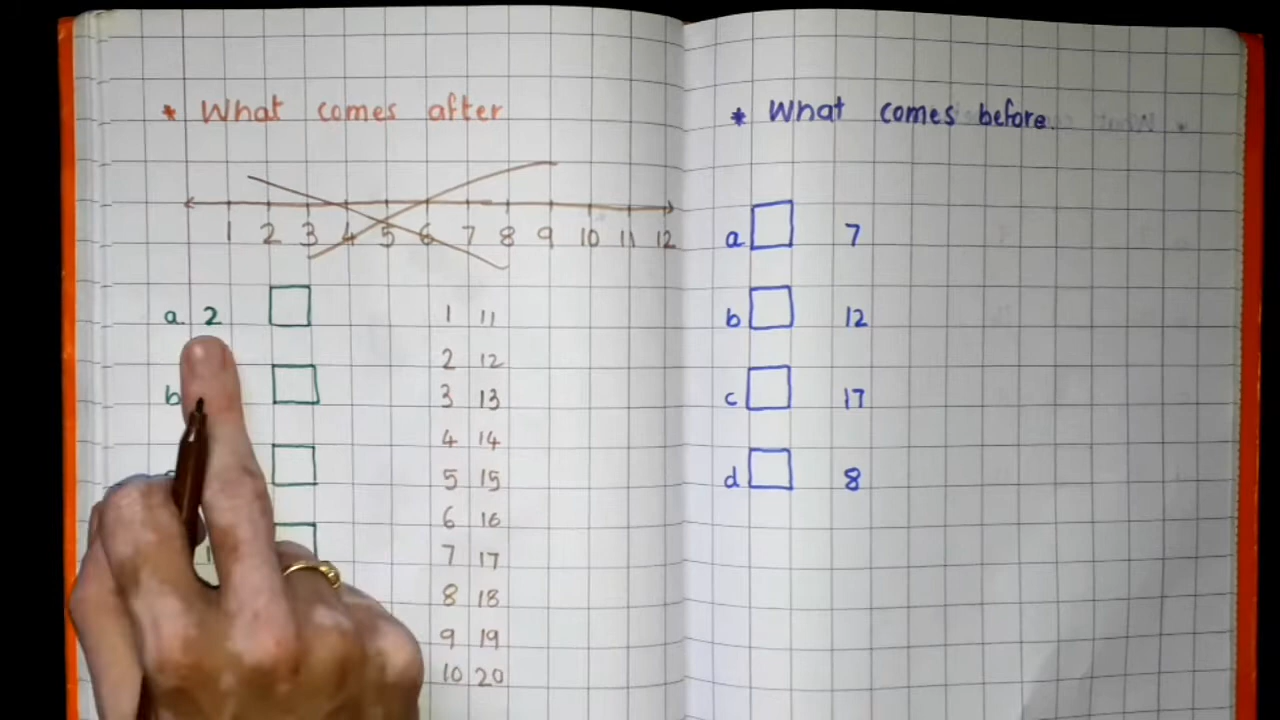 * What comes after
1 2 3 4 5 6 7 8 9 10 11 12
a 2
b
1 11
2 12
3 13
4 14
5 15
6 16
7 17
8 18
9 19
10 20
* What comes before.
a 7
b 12
c 17
d 8